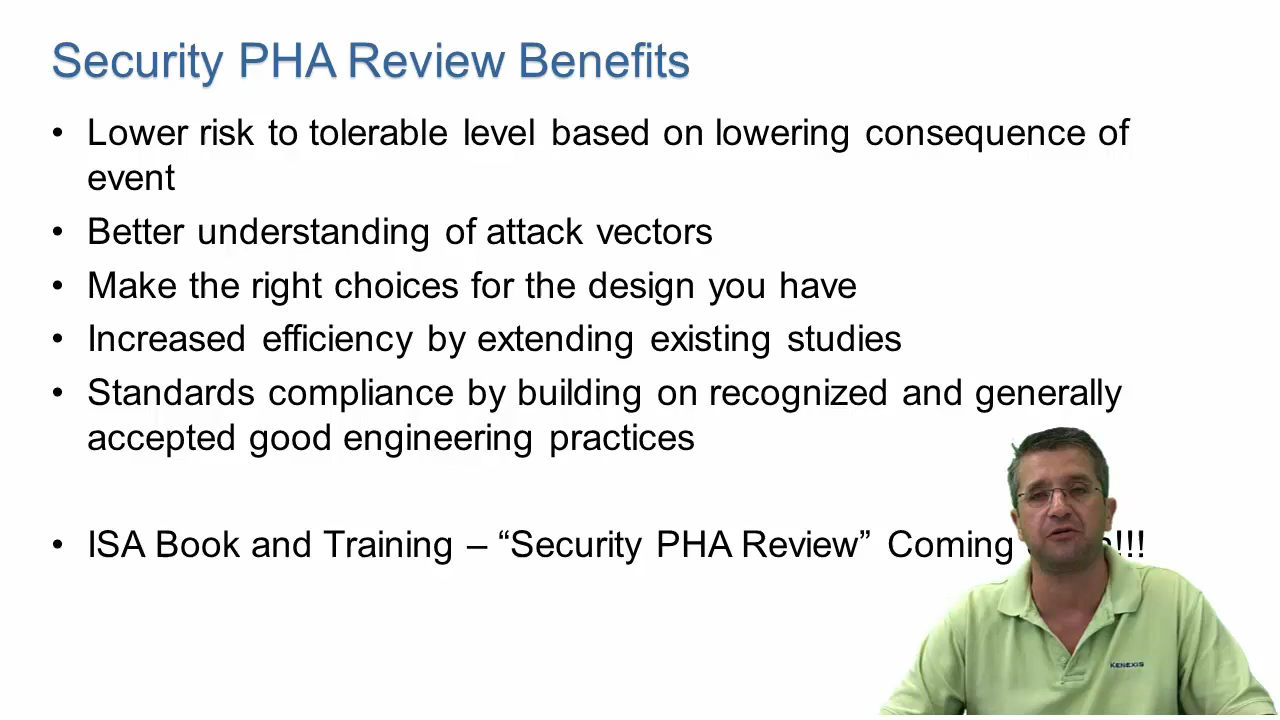 Security PHA Review Benefits
• Lower risk to tolerable level based on lowering consequence of
event
• Better understanding of attack vectors
• Make the right choices for the design you have
• Increased efficiency by extending existing studies
• Standards compliance by building on recognized and generally
accepted good engineering practices
• ISA Book and Training – “Security PHA Review” Coming !!!
KENEXIS